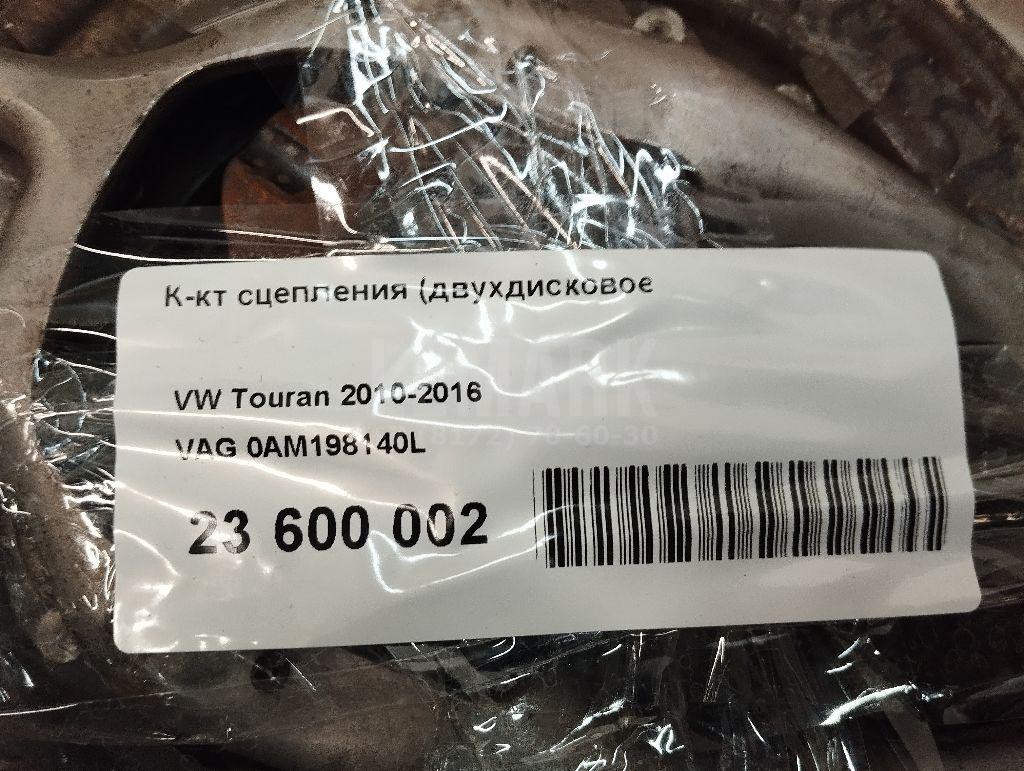 К-кт сцепления (двухдисковое
VW Touran 2010-2016
VAG 0AM198140L
23 600 002